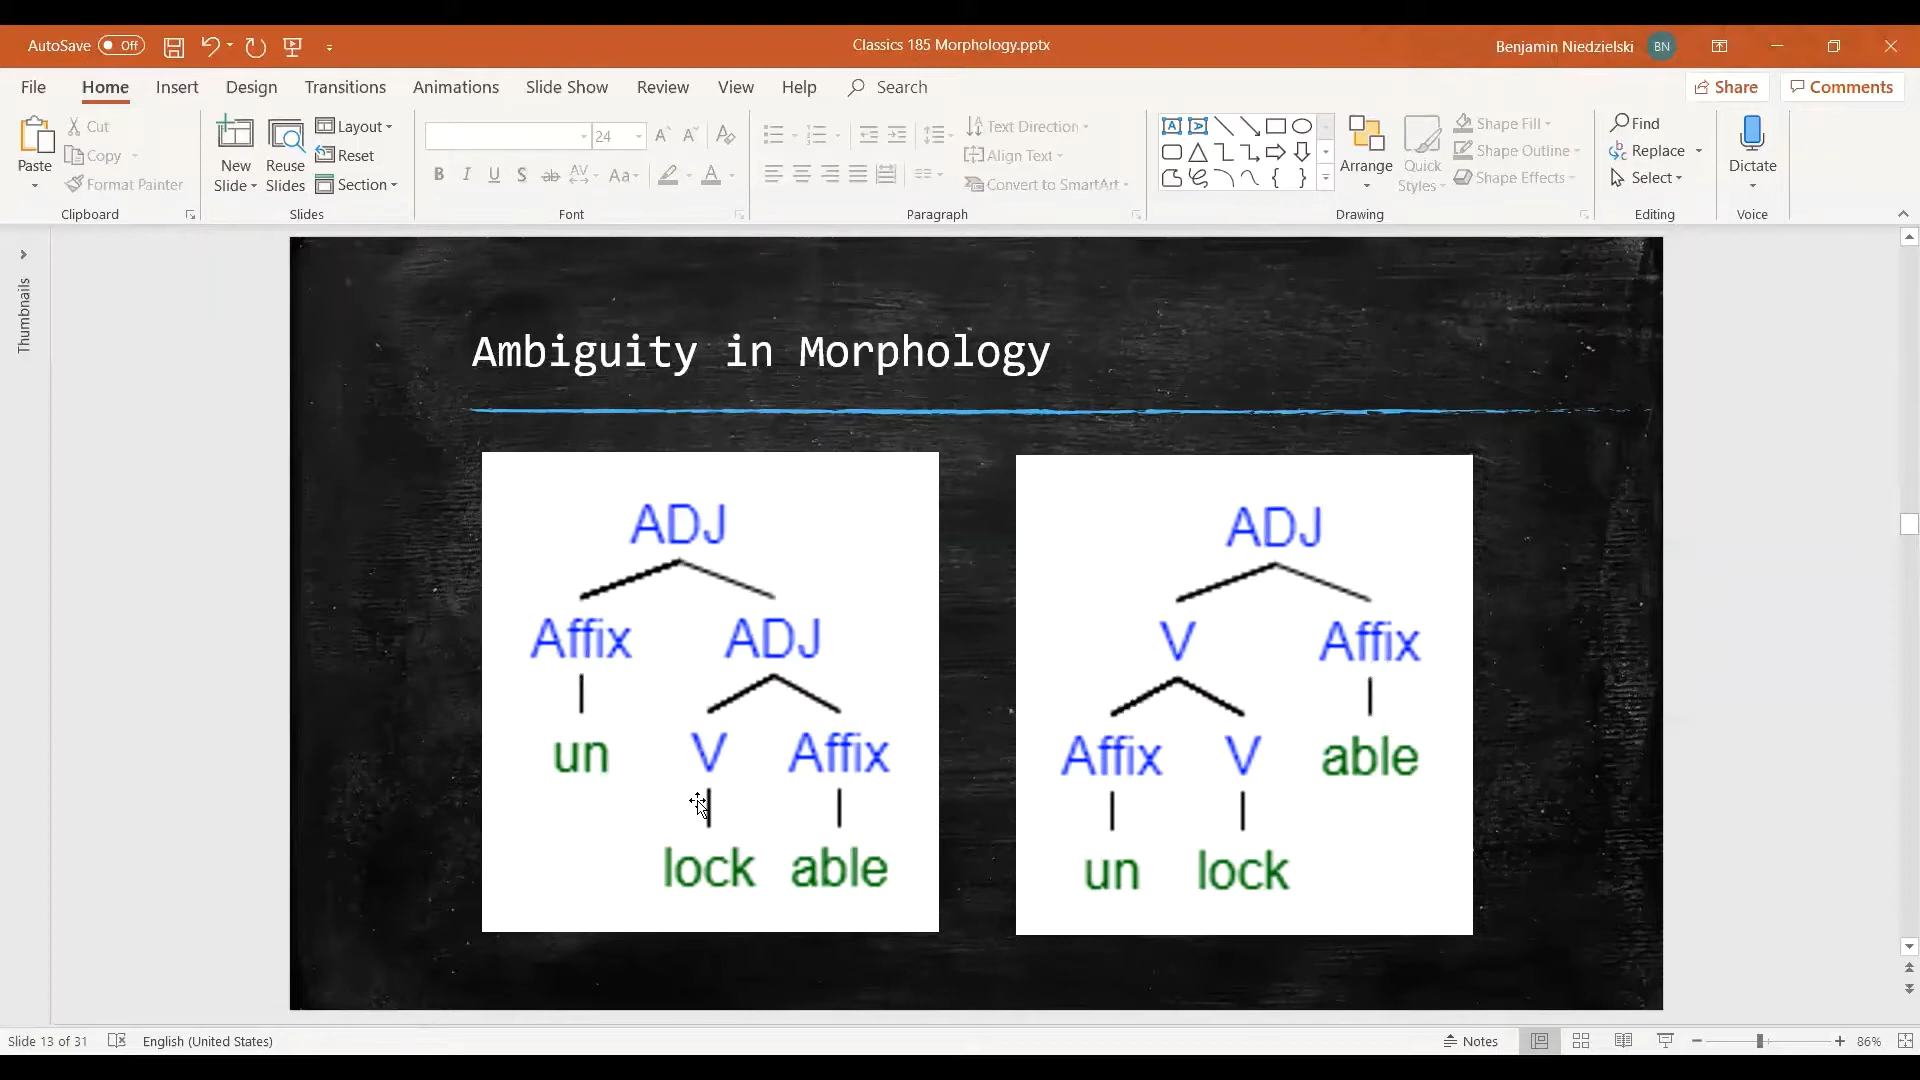 AutoSave Off Classics 185 Morphology.pptx Benjamin Niedzielski BN
File Home Insert Design Transitions Animations Slide Show Review View Help Search Share Comments
Paste Cut Copy Format Painter Clipboard
New Slide Reuse Slides Layout Reset Section Slides
24 B I U S ab AV Aa A Font
Text Direction Align Text Convert to SmartArt Paragraph
Arrange Quick Styles Shape Fill Shape Outline Shape Effects Drawing
Find Replace Select Editing
Dictate Voice
Thumbnails
Ambiguity in Morphology
ADJ
Affix ADJ
un V Affix
lock able
ADJ
V Affix
Affix V able
un lock
Slide 13 of 31 English (United States) Notes 86%